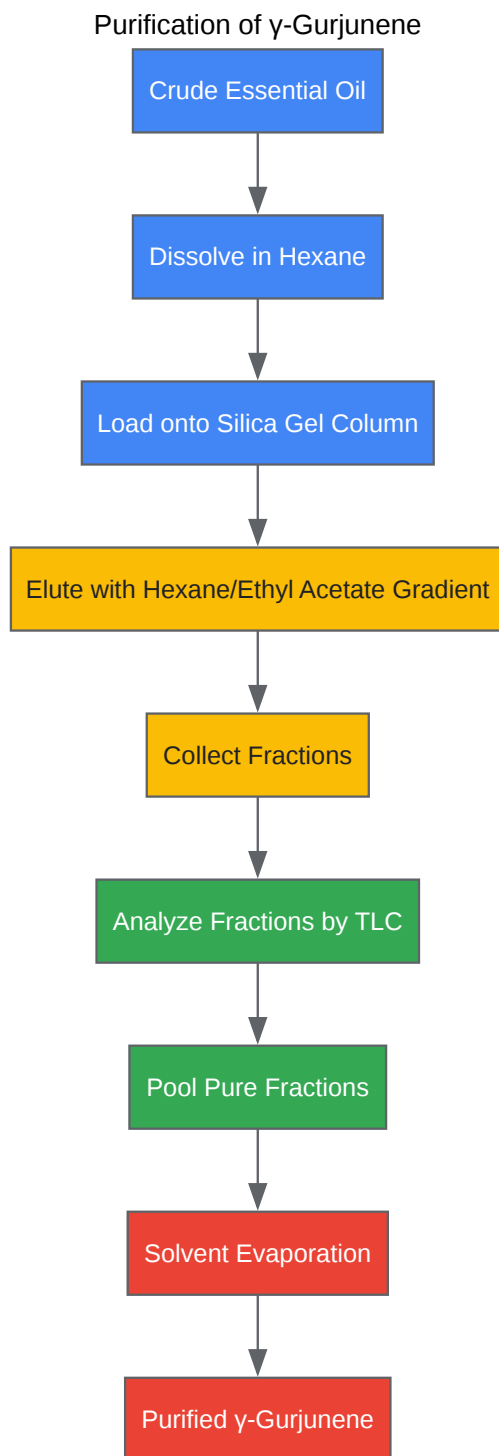 Purification of γ-Gurjunene
Crude Essential Oil
Dissolve in Hexane
Load onto Silica Gel Column
Elute with Hexane/Ethyl Acetate Gradient
Collect Fractions
Analyze Fractions by TLC
Pool Pure Fractions
Solvent Evaporation
Purified γ-Gurjunene